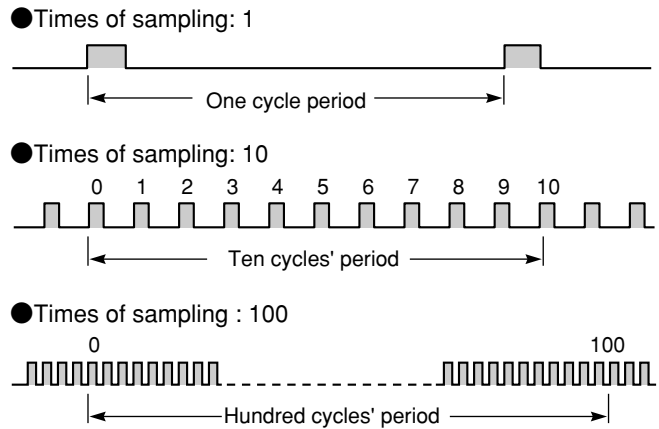 ●Times of sampling: 1
One cycle period
●Times of sampling: 10
0 1 2 3 4 5 6 7 8 9 10
Ten cycles' period
●Times of sampling : 100
0 100
Hundred cycles' period